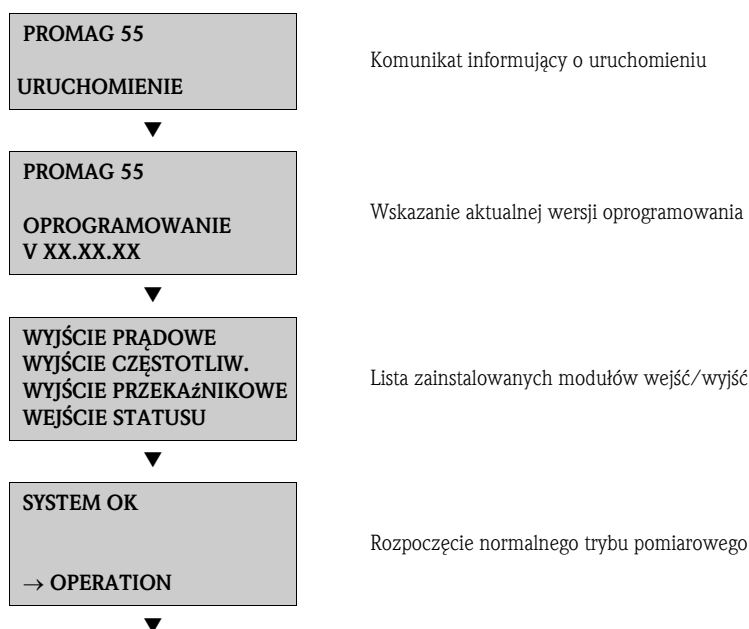 PROMAG 55
URUCHOMIENIE
Komunikat informujący o uruchomieniu
▼
PROMAG 55
OPROGRAMOWANIE
V XX.XX.XX
Wskazanie aktualnej wersji oprogramowania
▼
WYJŚCIE PRĄDOWE
WYJŚCIE CZĘSTOTLIW.
WYJŚCIE PRZEKAźNIKOWE
WEJŚCIE STATUSU
Lista zainstalowanych modułów wejść/wyjść
▼
SYSTEM OK
→ OPERATION
Rozpoczęcie normalnego trybu pomiarowego
▼